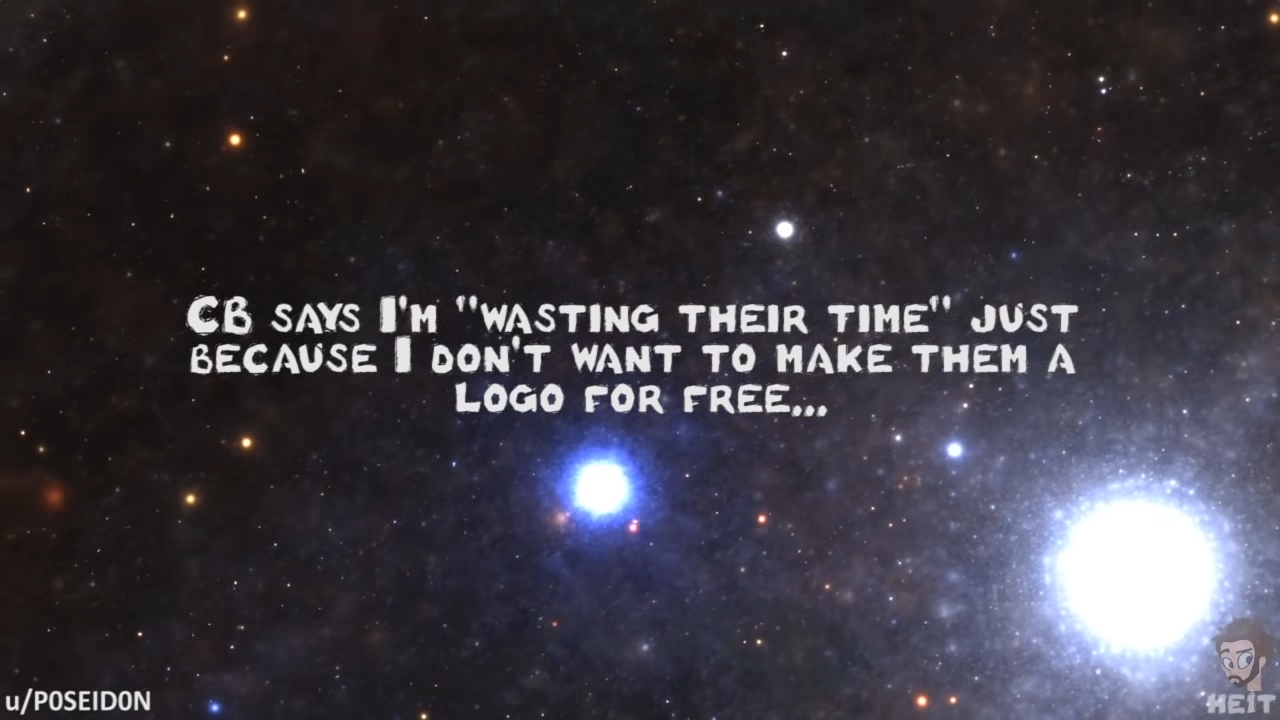 CB SAYS I'M "WASTING THEIR TIME" JUST
BECAUSE I DON'T WANT TO MAKE THEM A
LOGO FOR FREE...
u/POSEIDON
HEIT